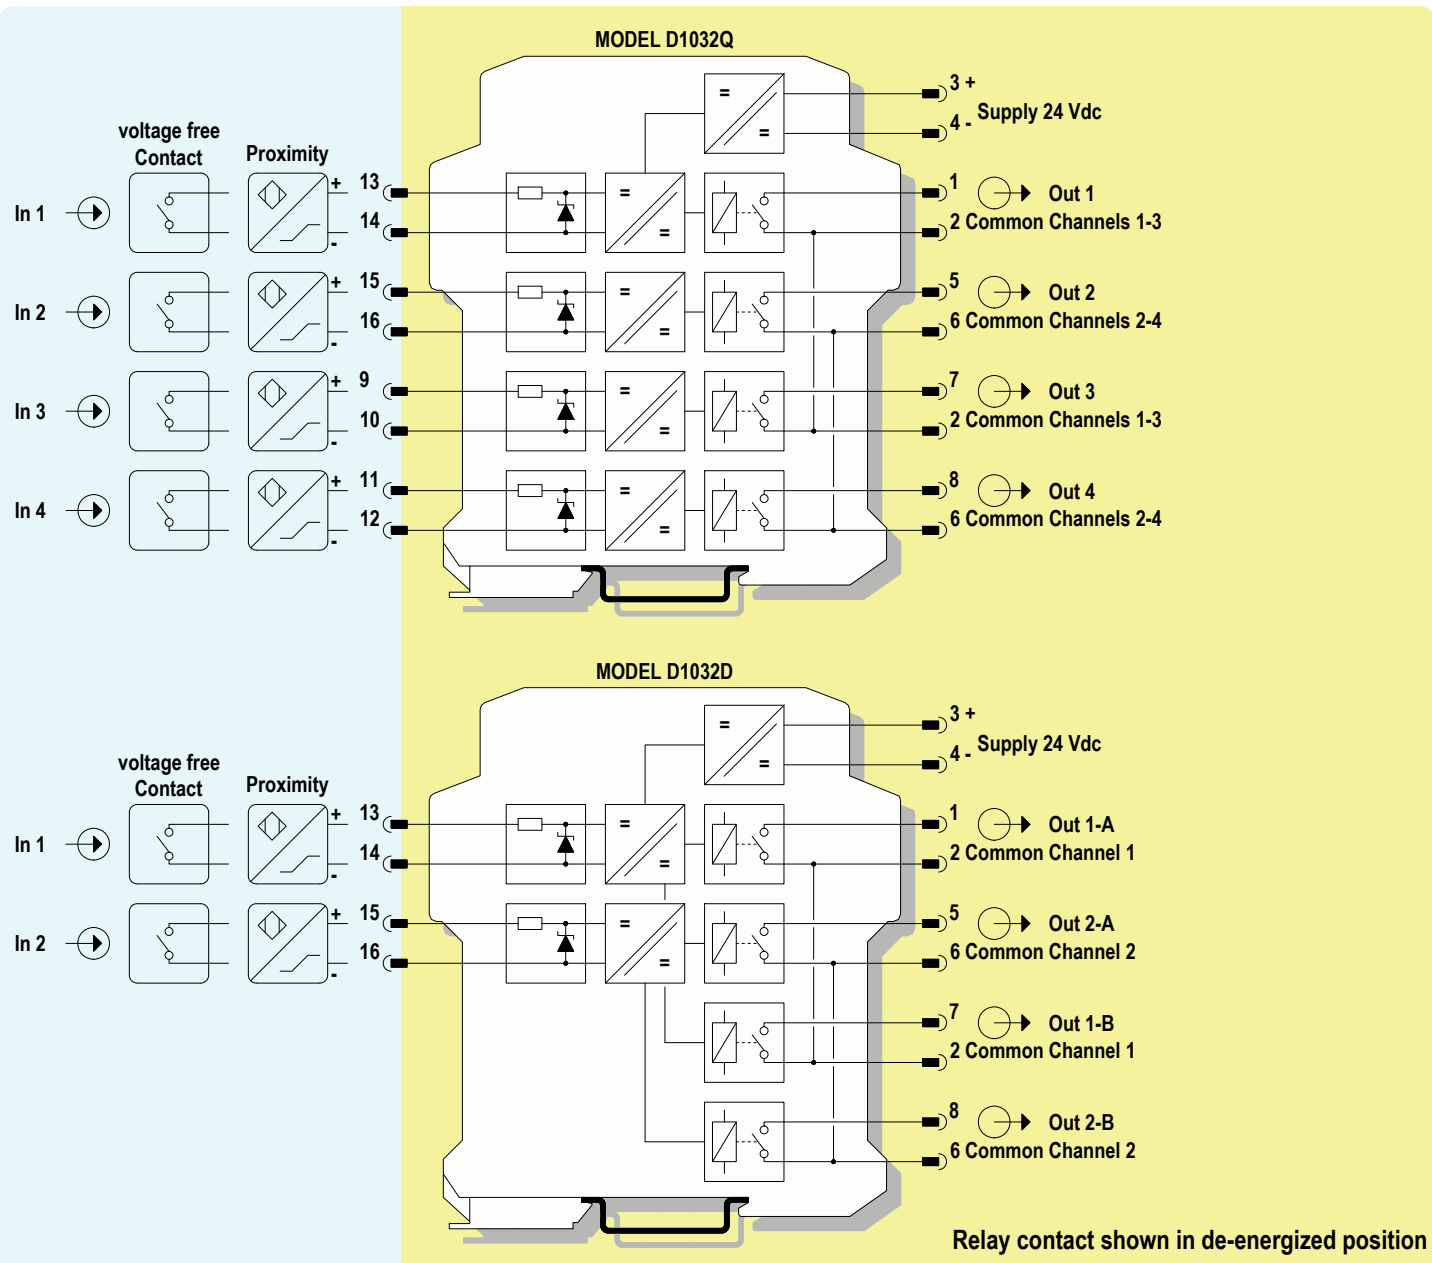 MODEL D1032Q
3 +
4 -
Supply 24 Vdc
voltage free
Contact
Proximity
In 1
+
-
13
14
1
Out 1
2 Common Channels 1-3
In 2
+
-
15
16
5
Out 2
6 Common Channels 2-4
In 3
+
-
9
10
7
Out 3
2 Common Channels 1-3
In 4
+
-
11
12
8
Out 4
6 Common Channels 2-4
MODEL D1032D
3 +
4 -
Supply 24 Vdc
voltage free
Contact
Proximity
In 1
+
-
13
14
1
Out 1-A
2 Common Channel 1
In 2
+
-
15
16
5
Out 2-A
6 Common Channel 2
7
Out 1-B
2 Common Channel 1
8
Out 2-B
6 Common Channel 2
Relay contact shown in de-energized position